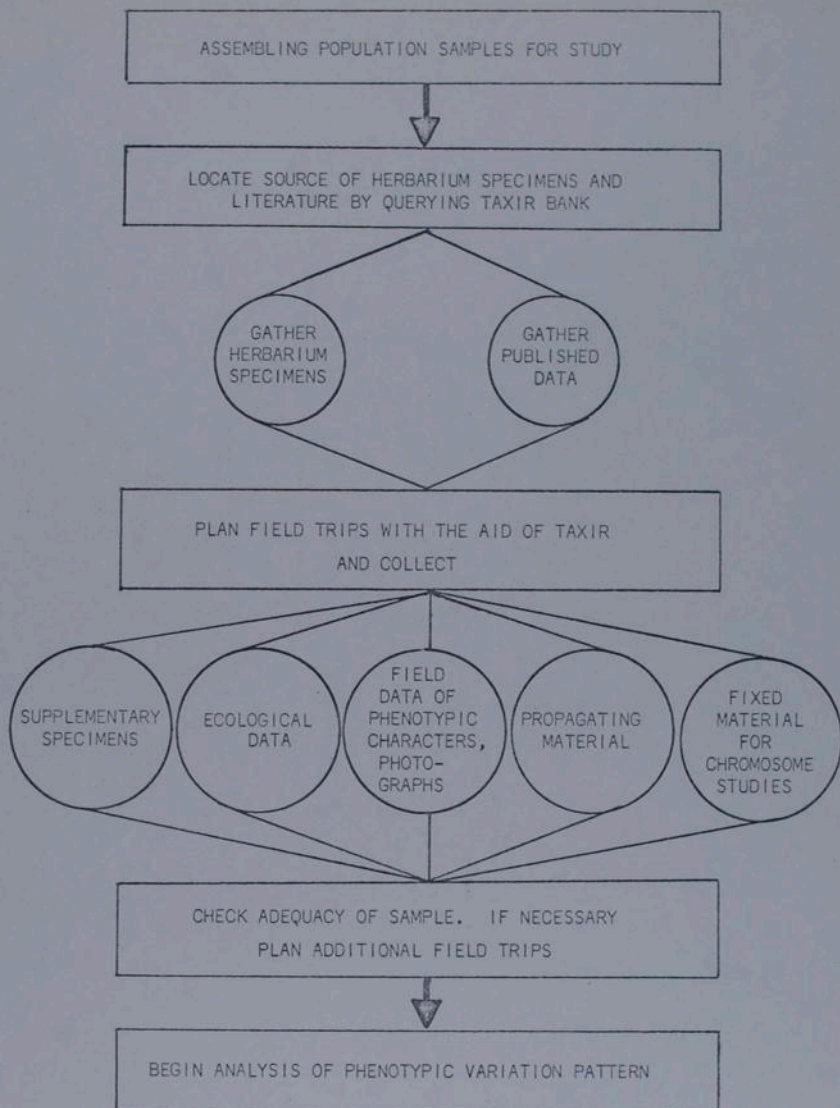 ASSEMBLING POPULATION SAMPLES FOR STUDY
LOCATE SOURCE OF HERBARIUM SPECIMENS AND
LITERATURE BY QUERYING TAXIR BANK
GATHER
HERBARIUM
SPECIMENS
GATHER
PUBLISHED
DATA
PLAN FIELD TRIPS WITH THE AID OF TAXIR
AND COLLECT
SUPPLEMENTARY
SPECIMENS
ECOLOGICAL
DATA
FIELD
DATA OF
PHENOTYPIC
CHARACTERS,
PHOTO-
GRAPHS
PROPAGATING
MATERIAL
FIXED
MATERIAL
FOR
CHROMOSOME
STUDIES
CHECK ADEQUACY OF SAMPLE. IF NECESSARY
PLAN ADDITIONAL FIELD TRIPS
BEGIN ANALYSIS OF PHENOTYPIC VARIATION PATTERN